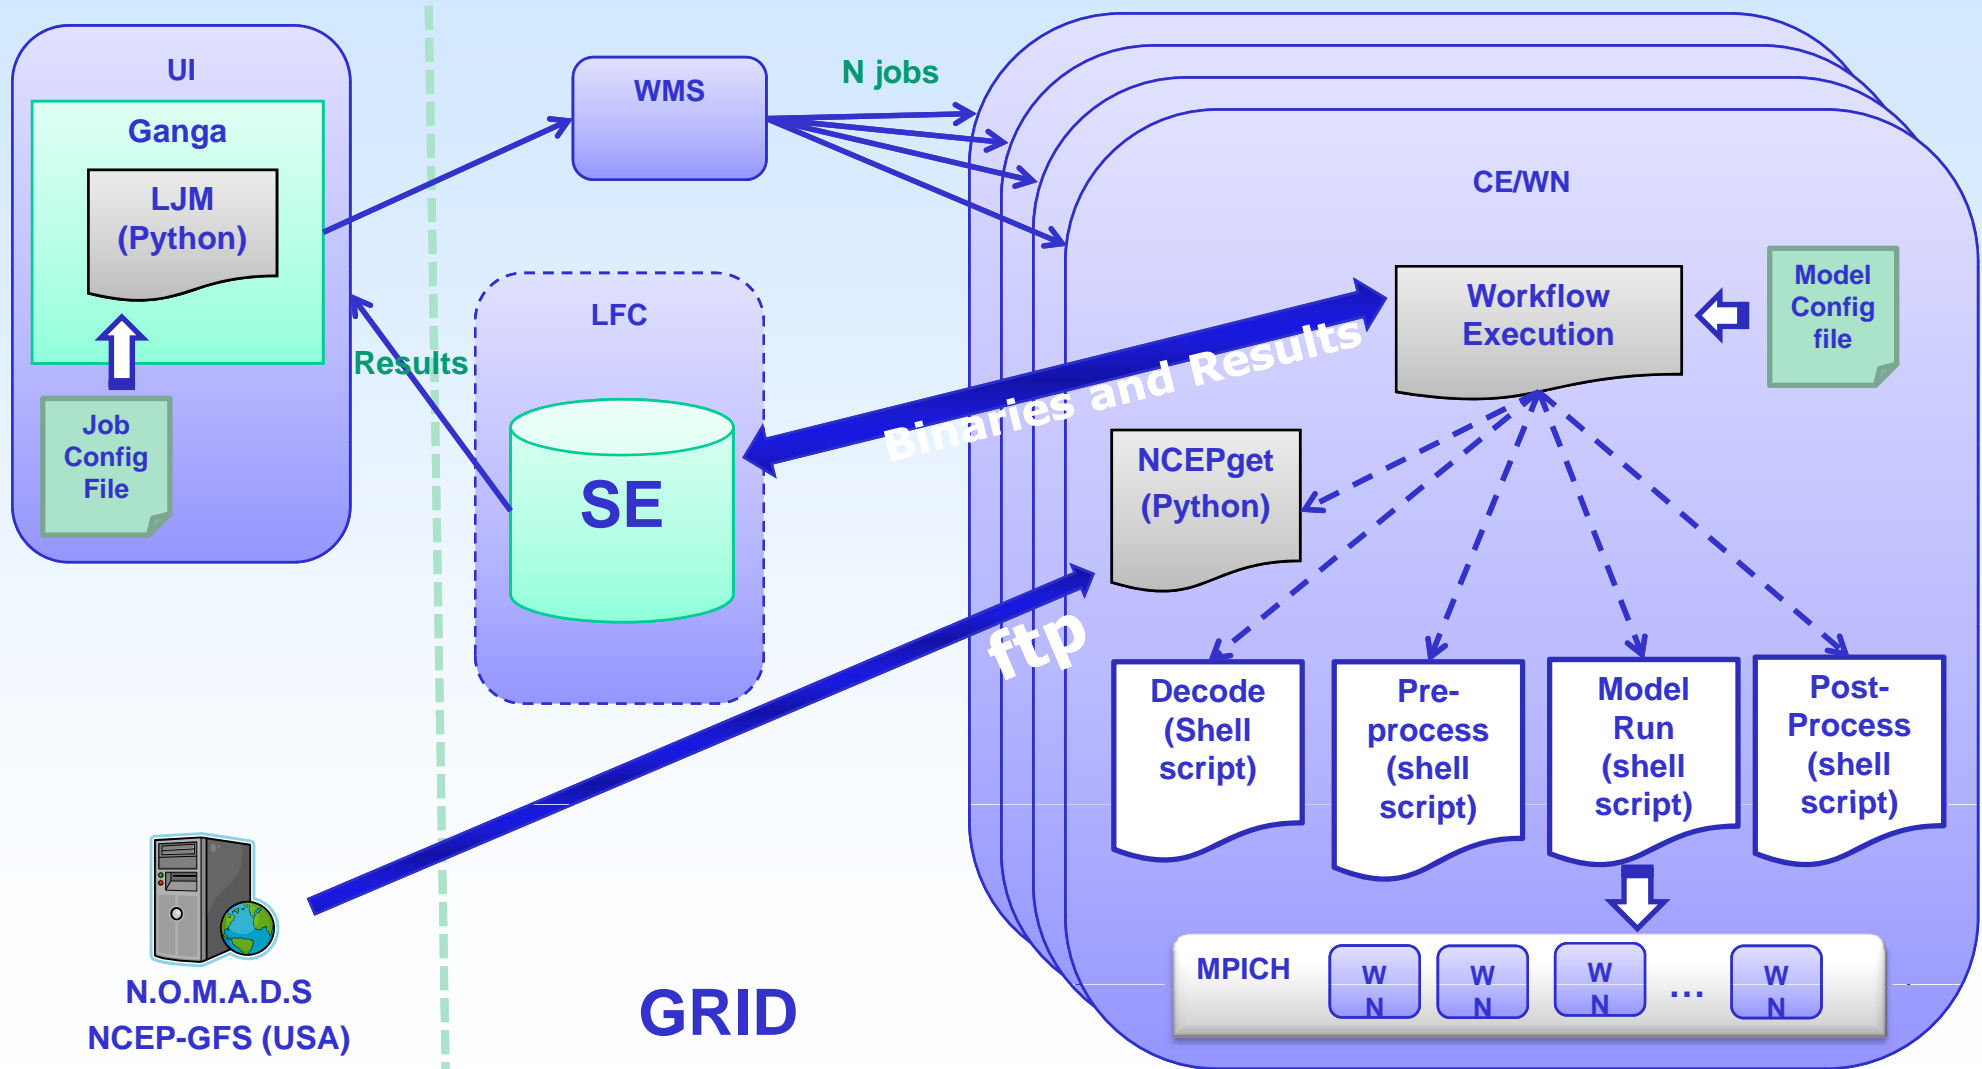 UI
Ganga
LJM
(Python)
Job
Config
File
Results
WMS
N jobs
LFC
SE
Binaries and Results
ftp
CE/WN
Workflow
Execution
Model
Config
file
NCEPget
(Python)
Decode
(Shell
script)
Pre-
process
(shell
script)
Model
Run
(shell
script)
Post-
Process
(shell
script)
MPICH
W
N
W
N
W
N
...
W
N
N.O.M.A.D.S
NCEP-GFS (USA)
GRID